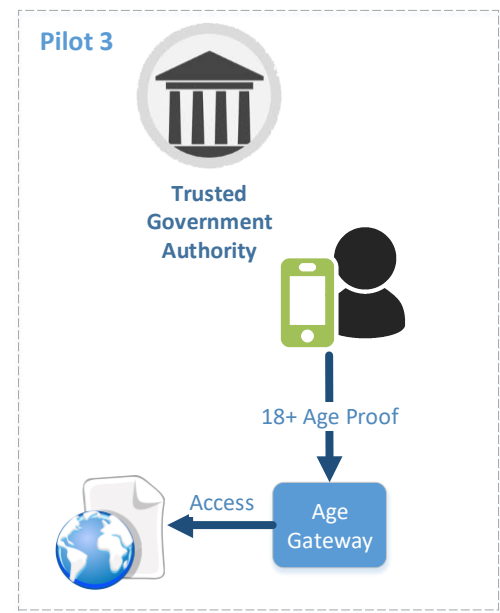 Pilot 3
Trusted
Government
Authority
18+ Age Proof
Access
Age
Gateway